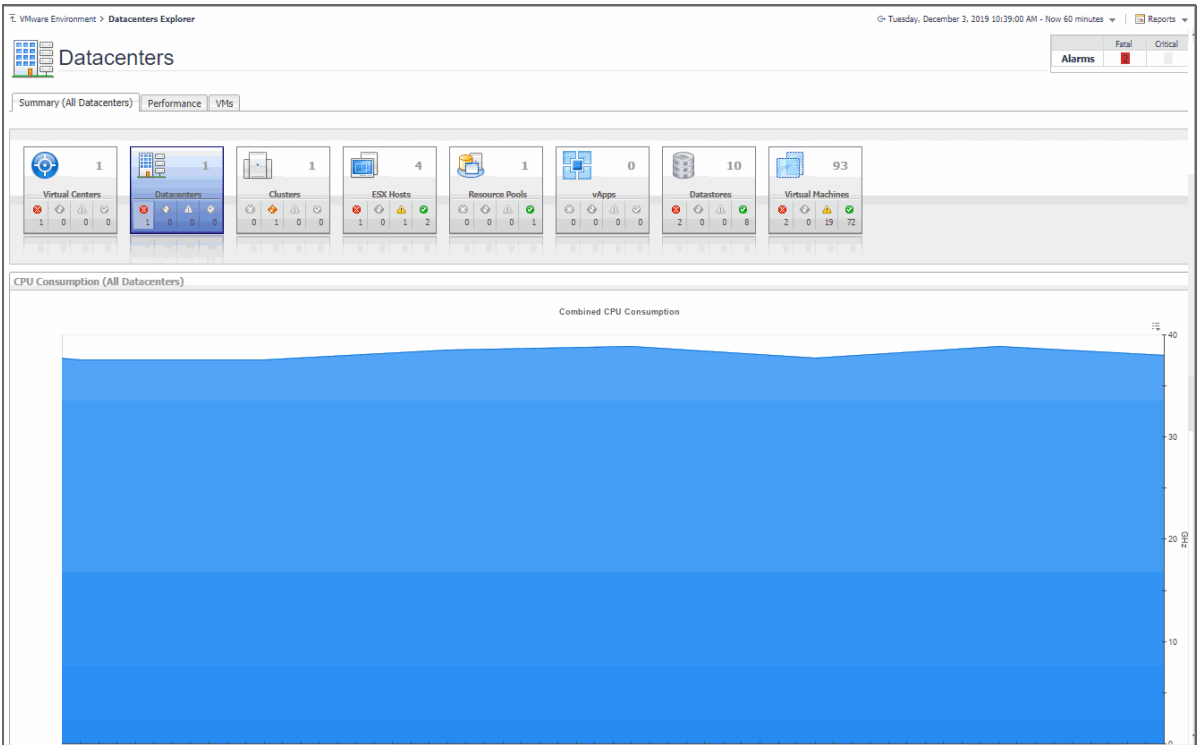 VMware Environment > Datacenters Explorer
Tuesday, December 3, 2019 10:39:00 AM - Now 60 minutes Reports
Datacenters
Fatal Critical
Alarms 2
Summary (All Datacenters) Performance VMs
1 1 1 4 1 0 10 93
Virtual Centers Datacenters Clusters ESX Hosts Resource Pools vApps Datastores Virtual Machines
1 0 0 0 1 0 0 0 0 1 0 0 1 0 1 2 0 0 0 1 0 0 0 0 2 0 0 8 2 0 19 72
CPU Consumption (All Datacenters)
Combined CPU Consumption
40
30
20
GHz
10
0